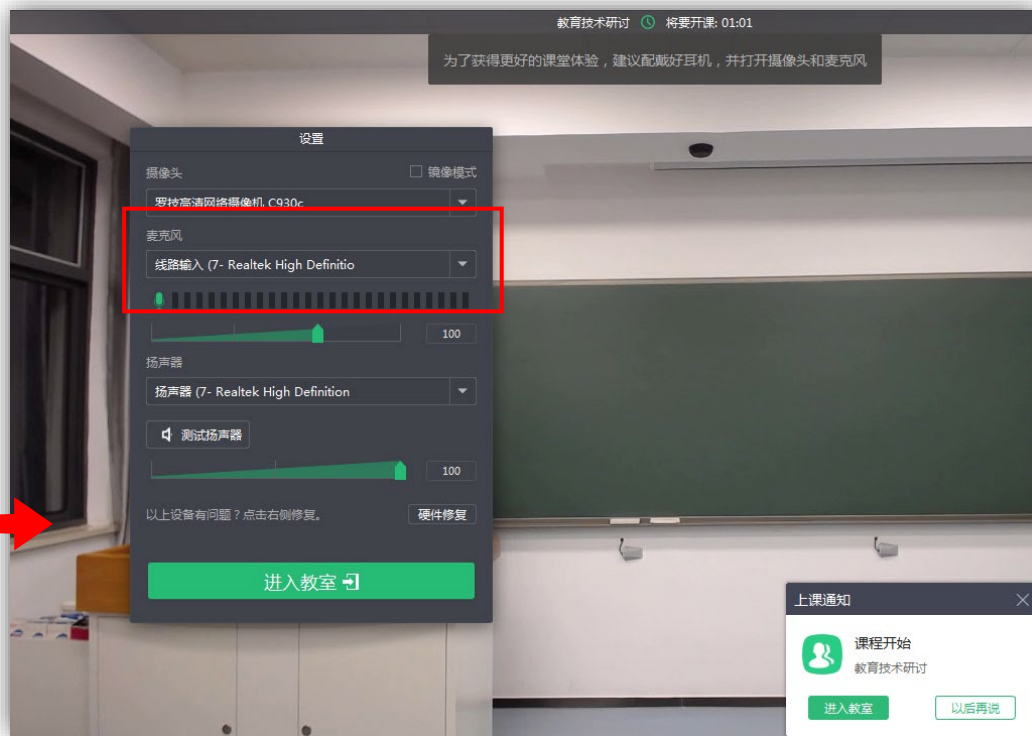 教育技术研讨 将要开课: 01:01
为了获得更好的课堂体验，建议配戴好耳机，并打开摄像头和麦克风
设置
摄像头 镜像模式
罗技高清网络摄像机 C930c
麦克风
线路输入 (7- Realtek High Definitio
100
扬声器
扬声器 (7- Realtek High Definition
测试扬声器
100
以上设备有问题？点击右侧修复。 硬件修复
进入教室
上课通知
课程开始
教育技术研讨
进入教室 以后再说